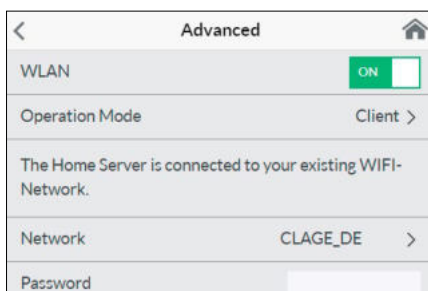 Advanced
WLAN ON
Operation Mode Client
The Home Server is connected to your existing WIFI-
Network.
Network CLAGE_DE
Password